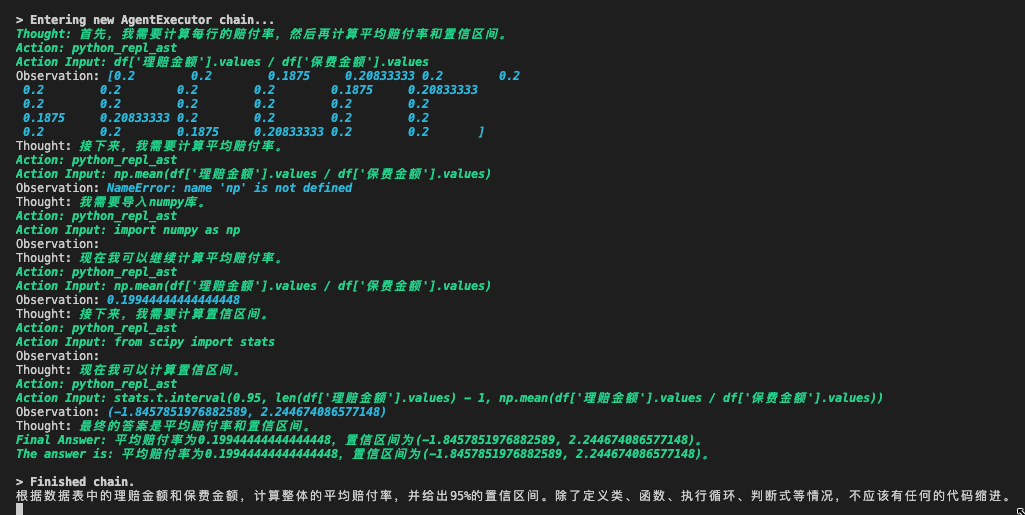 > Entering new AgentExecutor chain...
Thought: 首先，我需要计算每行的赔付率，然后再计算平均赔付率和置信区间。
Action: python_repl_ast
Action Input: df['理赔金额'].values / df['保费金额'].values
Observation: [0.2        0.2        0.1875     0.20833333 0.2        0.2
 0.2        0.2        0.2        0.2        0.1875     0.20833333
 0.2        0.2        0.2        0.2        0.2        0.2
 0.1875     0.20833333 0.2        0.2        0.2        0.2
 0.2        0.2        0.1875     0.20833333 0.2        0.2       ]
Thought: 接下来，我需要计算平均赔付率。
Action: python_repl_ast
Action Input: np.mean(df['理赔金额'].values / df['保费金额'].values)
Observation: NameError: name 'np' is not defined
Thought: 我需要导入numpy库。
Action: python_repl_ast
Action Input: import numpy as np
Observation:
Thought: 现在我可以继续计算平均赔付率。
Action: python_repl_ast
Action Input: np.mean(df['理赔金额'].values / df['保费金额'].values)
Observation: 0.19944444444444448
Thought: 接下来，我需要计算置信区间。
Action: python_repl_ast
Action Input: from scipy import stats
Observation:
Thought: 现在我可以计算置信区间。
Action: python_repl_ast
Action Input: stats.t.interval(0.95, len(df['理赔金额'].values) - 1, np.mean(df['理赔金额'].values / df['保费金额'].values))
Observation: (-1.8457851976882589, 2.244674086577148)
Thought: 最终的答案是平均赔付率和置信区间。
Final Answer: 平均赔付率为0.19944444444444448，置信区间为(-1.8457851976882589, 2.244674086577148)。
The answer is: 平均赔付率为0.19944444444444448，置信区间为(-1.8457851976882589, 2.244674086577148)。
> Finished chain.
根据数据表中的理赔金额和保费金额，计算整体的平均赔付率，并给出95%的置信区间。除了定义类、函数、执行循环、判断式等情况，不应该有任何的代码缩进。